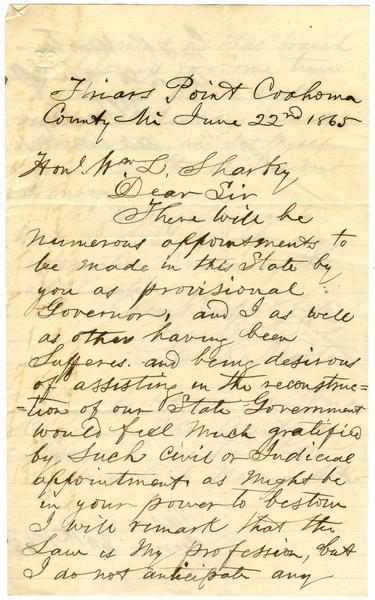 Friars Point Coahoma
County Mi June 22nd 1865
Honl. Wm L. Sharkey
Dear Sir
There will be
numerous appointments to
be made in this State by
you as provisional
Governor, and I as well
as others having been
Sufferes. and being desirous
of assisting in the reconstruc-
-tion of our State Government
would feel much gratified
by such civil or Judicial
appointments as might be
in your power to bestow
I will remark that the
Law is my profession, but
I do not anticipate any